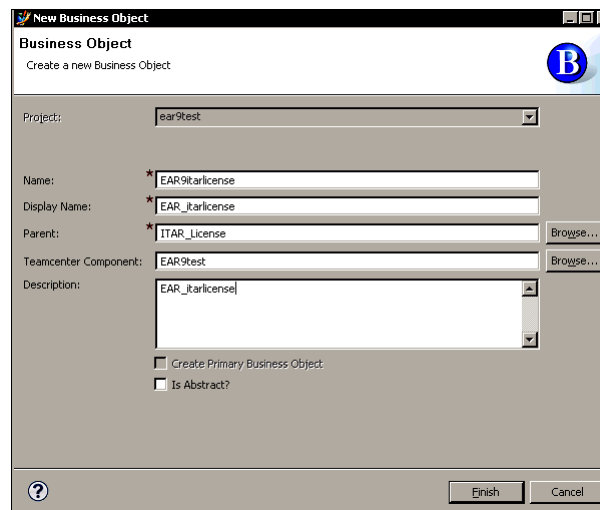 New Business Object
Business Object
Create a new Business Object
B
Project: ear9test
Name: * EAR9itarlicense
Display Name: * EAR_itarlicense
Parent: * ITAR_License Browse...
Teamcenter Component: EAR9test Browse...
Description: EAR_itarlicense
Create Primary Business Object
Is Abstract?
? Finish Cancel